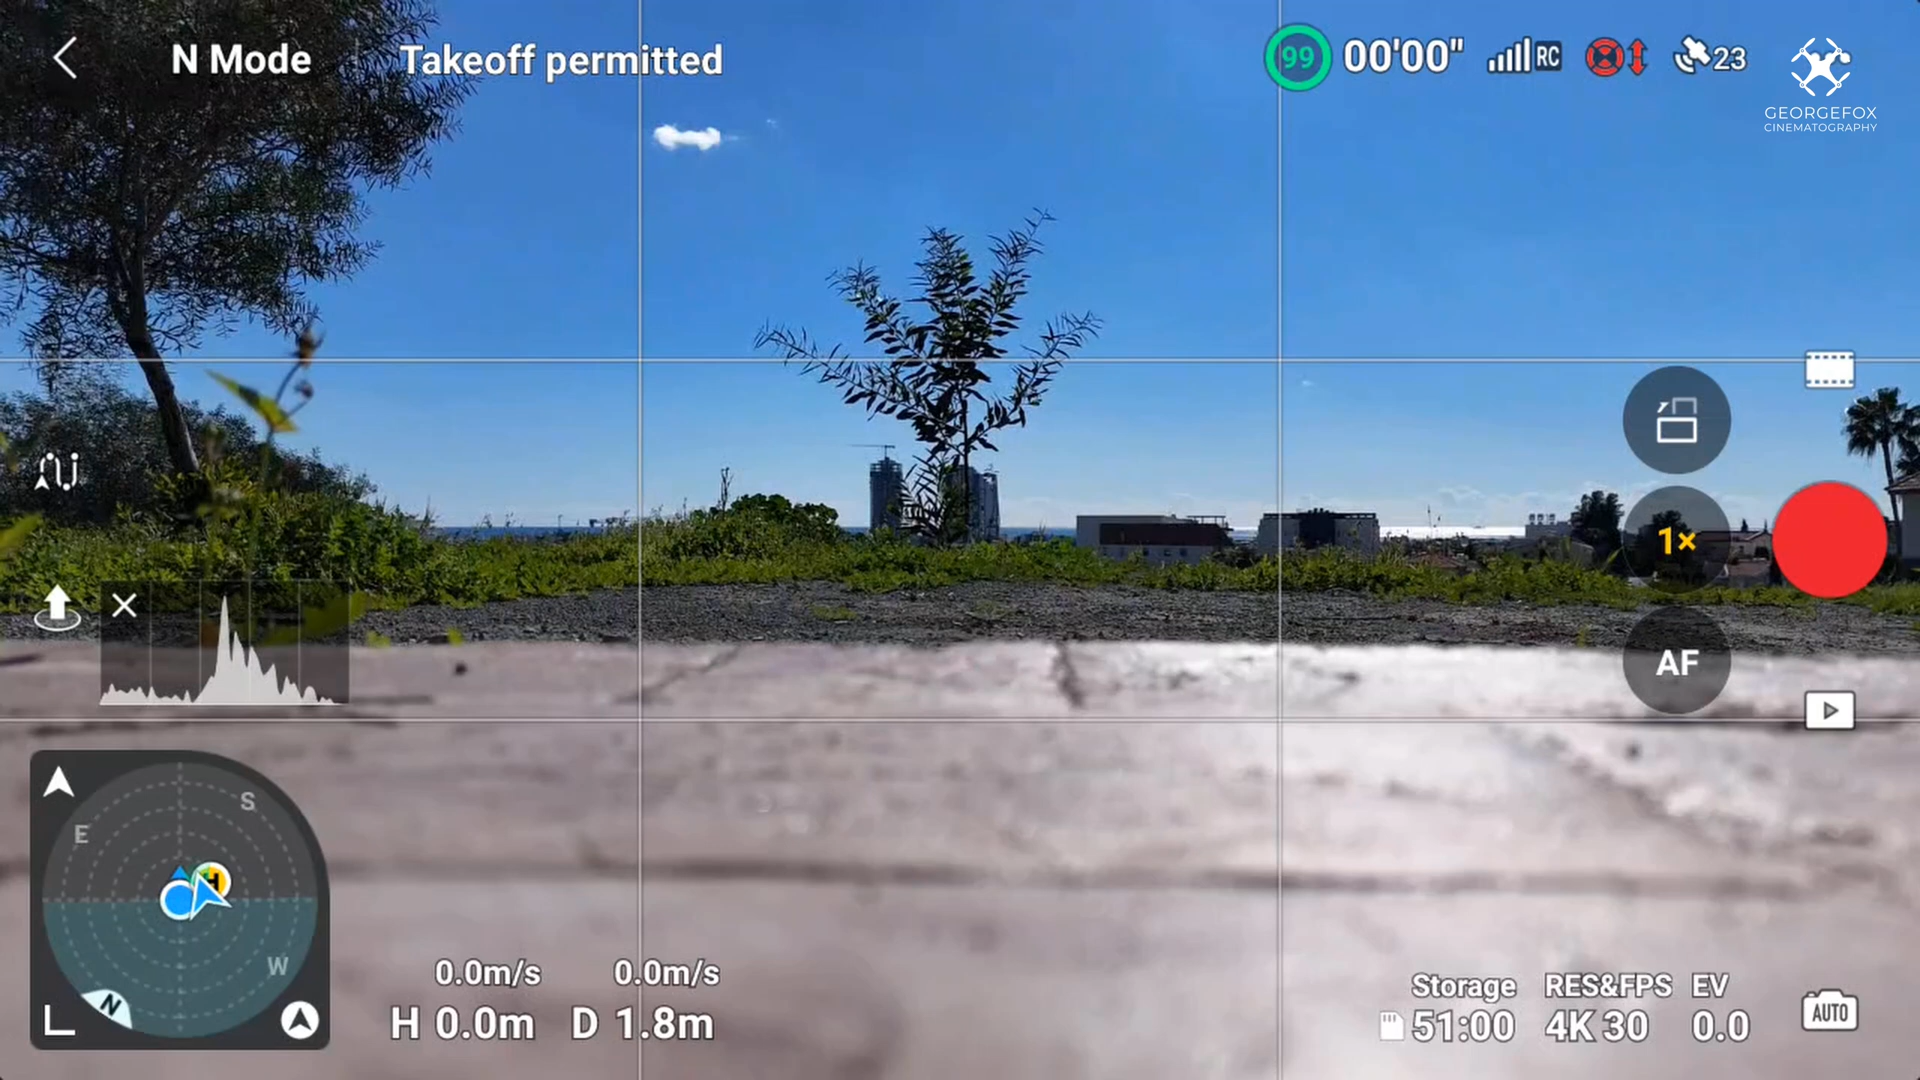 N Mode
Takeoff permitted
99
00'00"
RC
23
GEORGEFOX
CINEMATOGRAPHY
1×
AF
S
E
H
W
N
0.0m/s
0.0m/s
H 0.0m
D 1.8m
Storage
RES&FPS
EV
51:00
4K 30
0.0
AUTO